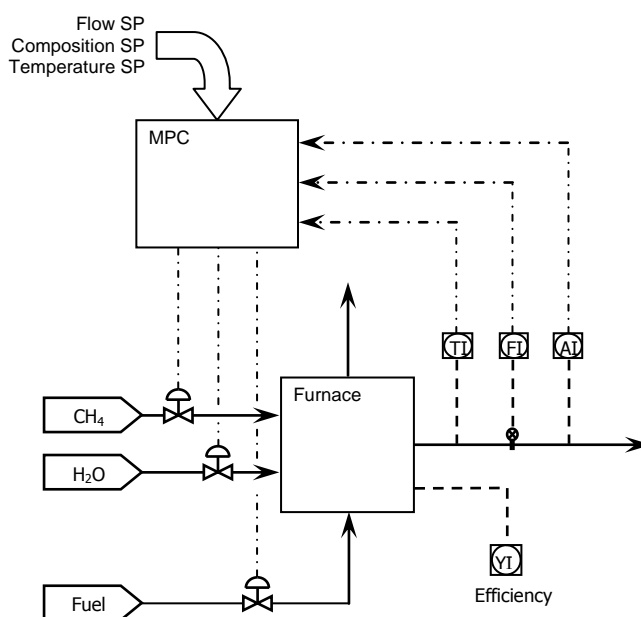 Flow SP
Composition SP
Temperature SP
MPC
TI
FI
AI
Furnace
CH₄
H₂O
YI
Fuel
Efficiency